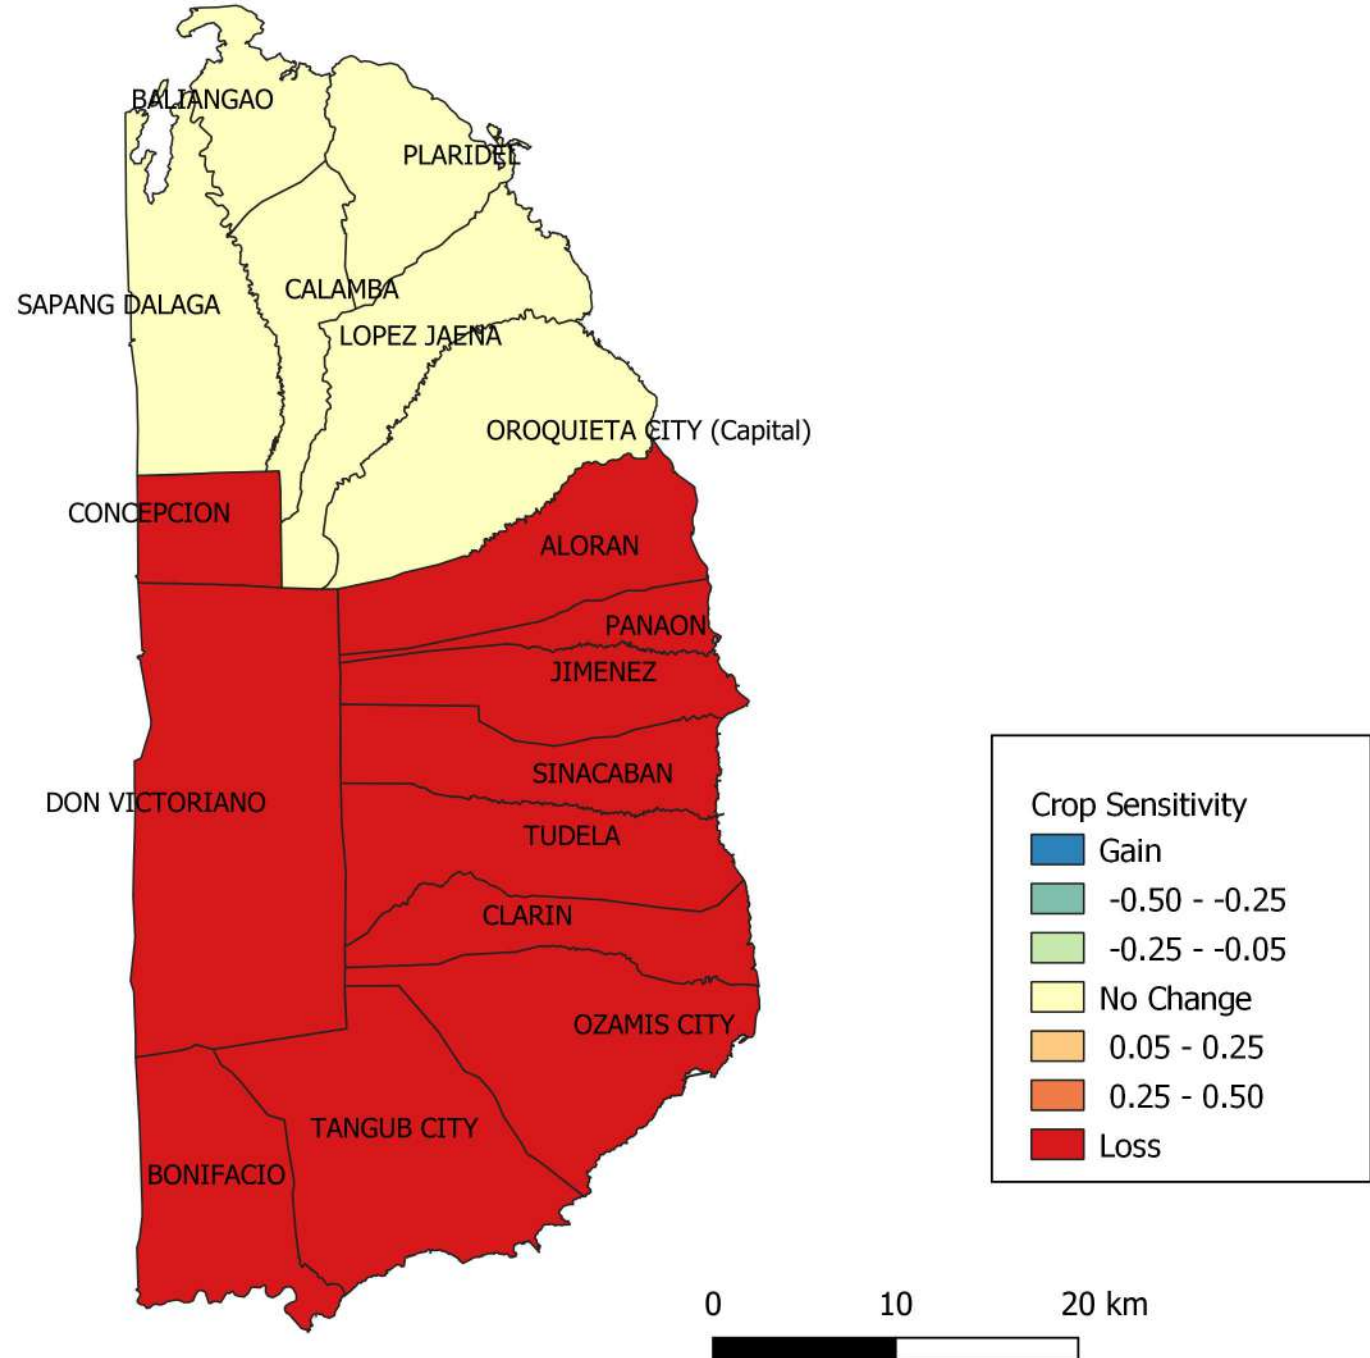 BALIANGAO
PLARIDEL
CALAMBA
SAPANG DALAGA
LOPEZ JAENA
OROQUIETA CITY (Capital)
CONCEPCION
ALORAN
PANAON
JIMENEZ
SINACABAN
DON VICTORIANO
TUDELA
CLARIN
OZAMIS CITY
TANGUB CITY
BONIFACIO
Crop Sensitivity
Gain
-0.50 - -0.25
-0.25 - -0.05
No Change
0.05 - 0.25
0.25 - 0.50
Loss
0 10 20 km